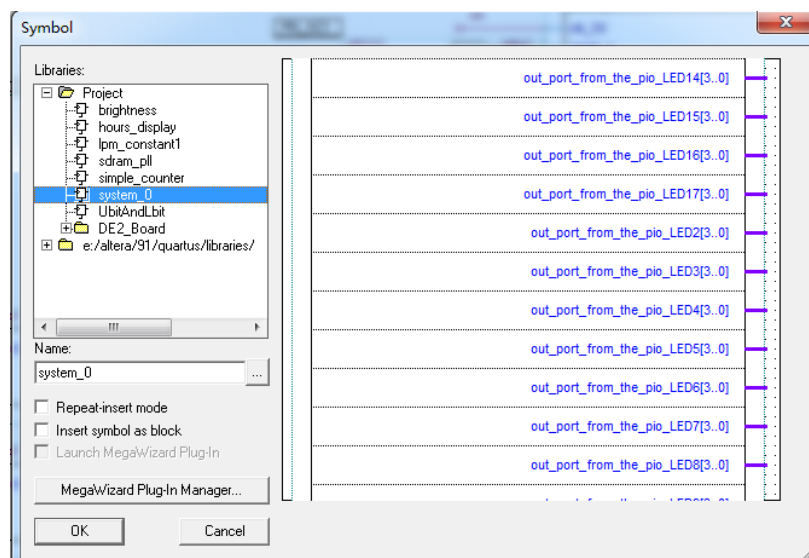 Symbol
Libraries:
Project
brightness
hours_display
lpm_constant1
sdram_pll
simple_counter
system_0
UbitAndLbit
DE2_Board
e:/altera/91/quartus/libraries/
Name:
system_0
...
Repeat-insert mode
Insert symbol as block
Launch MegaWizard Plug-In
MegaWizard Plug-In Manager...
OK
Cancel
out_port_from_the_pio_LED14[3..0]
out_port_from_the_pio_LED15[3..0]
out_port_from_the_pio_LED16[3..0]
out_port_from_the_pio_LED17[3..0]
out_port_from_the_pio_LED2[3..0]
out_port_from_the_pio_LED3[3..0]
out_port_from_the_pio_LED4[3..0]
out_port_from_the_pio_LED5[3..0]
out_port_from_the_pio_LED6[3..0]
out_port_from_the_pio_LED7[3..0]
out_port_from_the_pio_LED8[3..0]